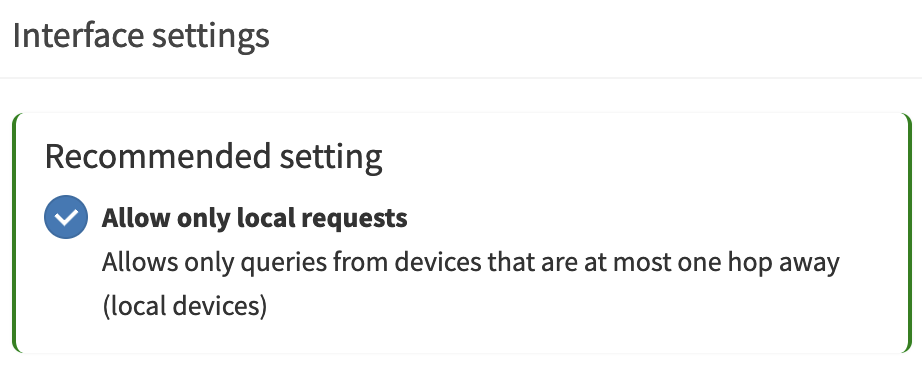 Interface settings
Recommended setting
Allow only local requests
Allows only queries from devices that are at most one hop away
(local devices)